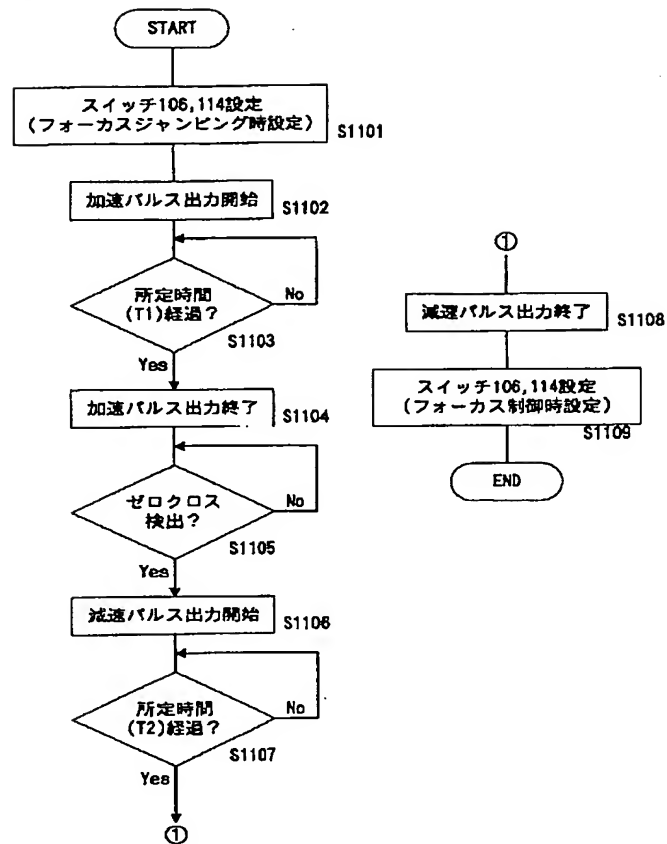 START
スイッチ106,114設定
(フォーカスジャンピング時設定)
S1101
加速パルス出力開始
S1102
所定時間
(T1)経過?
No
S1103
Yes
加速パルス出力終了
S1104
ゼロクロス
検出?
No
S1105
Yes
減速パルス出力開始
S1106
所定時間
(T2)経過?
No
S1107
Yes
①
①
減速パルス出力終了
S1108
スイッチ106,114設定
(フォーカス制御時設定)
S1109
END